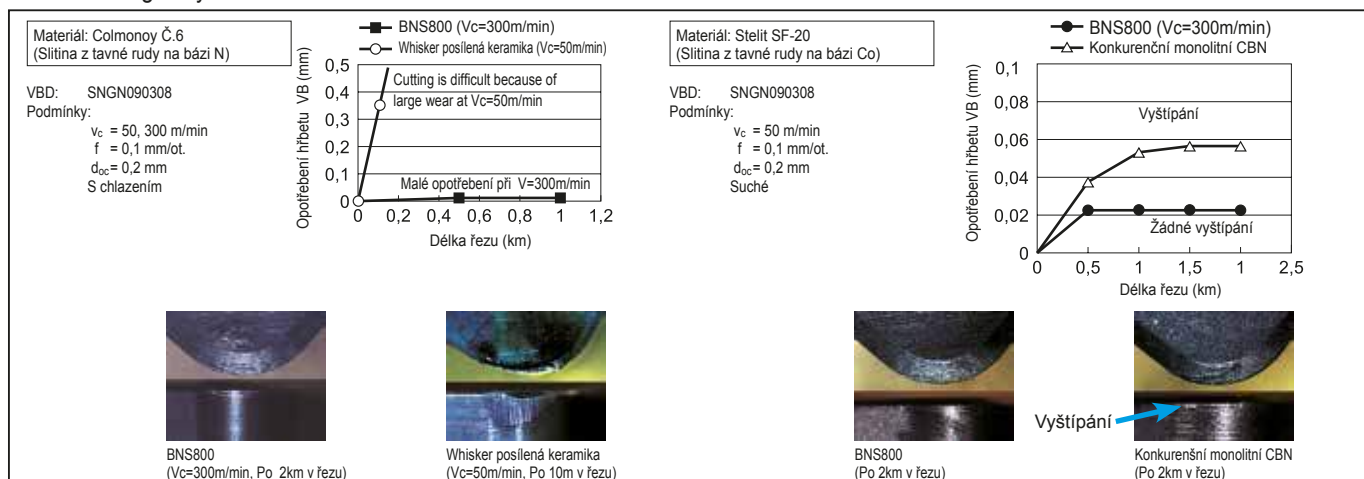 Materiál: Colmonoy Č.6
(Slitina z tavné rudy na bázi N)
VBD: SNGN090308
Podmínky:
vc = 50, 300 m/min
f = 0,1 mm/ot.
doc = 0,2 mm
S chlazením
BNS800 (Vc=300m/min)
Whisker posílená keramika (Vc=50m/min)
Opotřebení hřbetu VB (mm)
0,5
0,4
0,3
0,2
0,1
0
Cutting is difficult because of
large wear at Vc=50m/min
Malé opotřebení při V=300m/min
0 0,2 0,4 0,6 0,8 1,0 1,2
Délka řezu (km)
BNS800
(Vc=300m/min, Po 2km v řezu)
Whisker posílená keramika
(Vc=50m/min, Po 10m v řezu)
Materiál: Stelit SF-20
(Slitina z tavné rudy na bázi Co)
VBD: SNGN090308
Podmínky:
vc = 50 m/min
f = 0,1 mm/ot.
doc = 0,2 mm
Suché
BNS800 (Vc=300m/min)
Konkurenční monolitní CBN
Opotřebení hřbetu VB (mm)
0,1
0,08
0,06
0,04
0,02
0
Vyštípání
Žádné vyštípání
0 0,5 1 1,5 1 2,5
Délka řezu (km)
BNS800
(Po 2km v řezu)
Vyštípání
Konkurenšní monolitní CBN
(Po 2km v řezu)